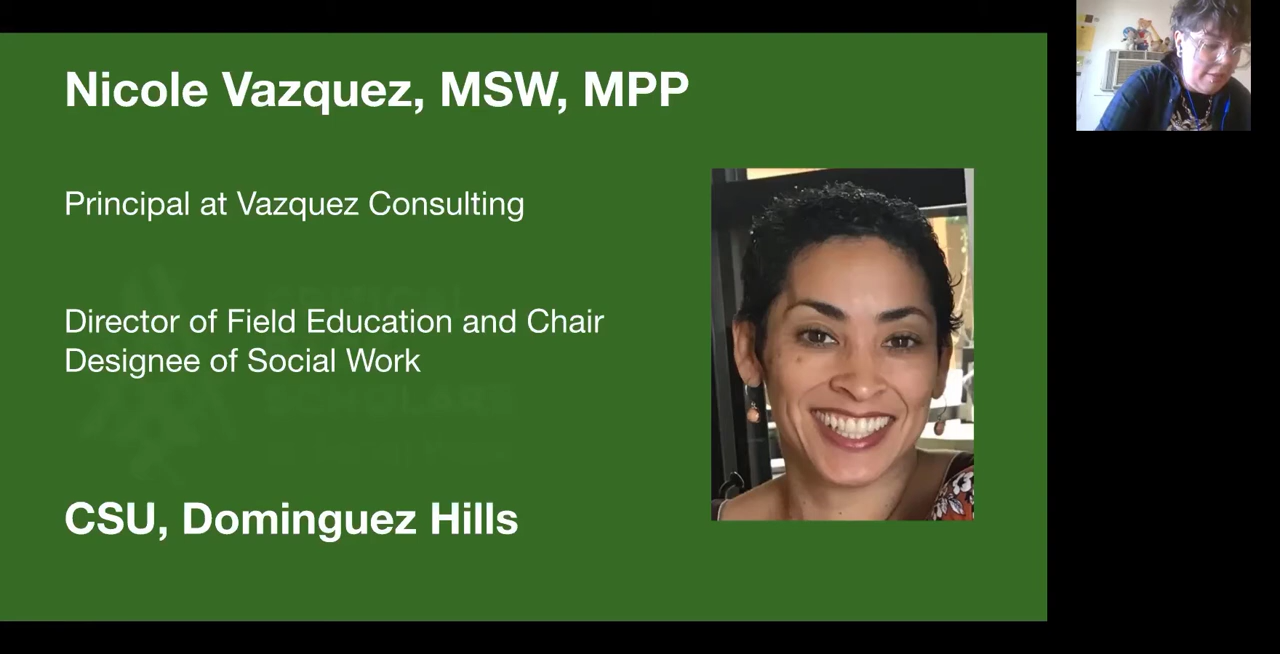 Nicole Vazquez, MSW, MPP
Principal at Vazquez Consulting
Director of Field Education and Chair
Designee of Social Work
CSU, Dominguez Hills